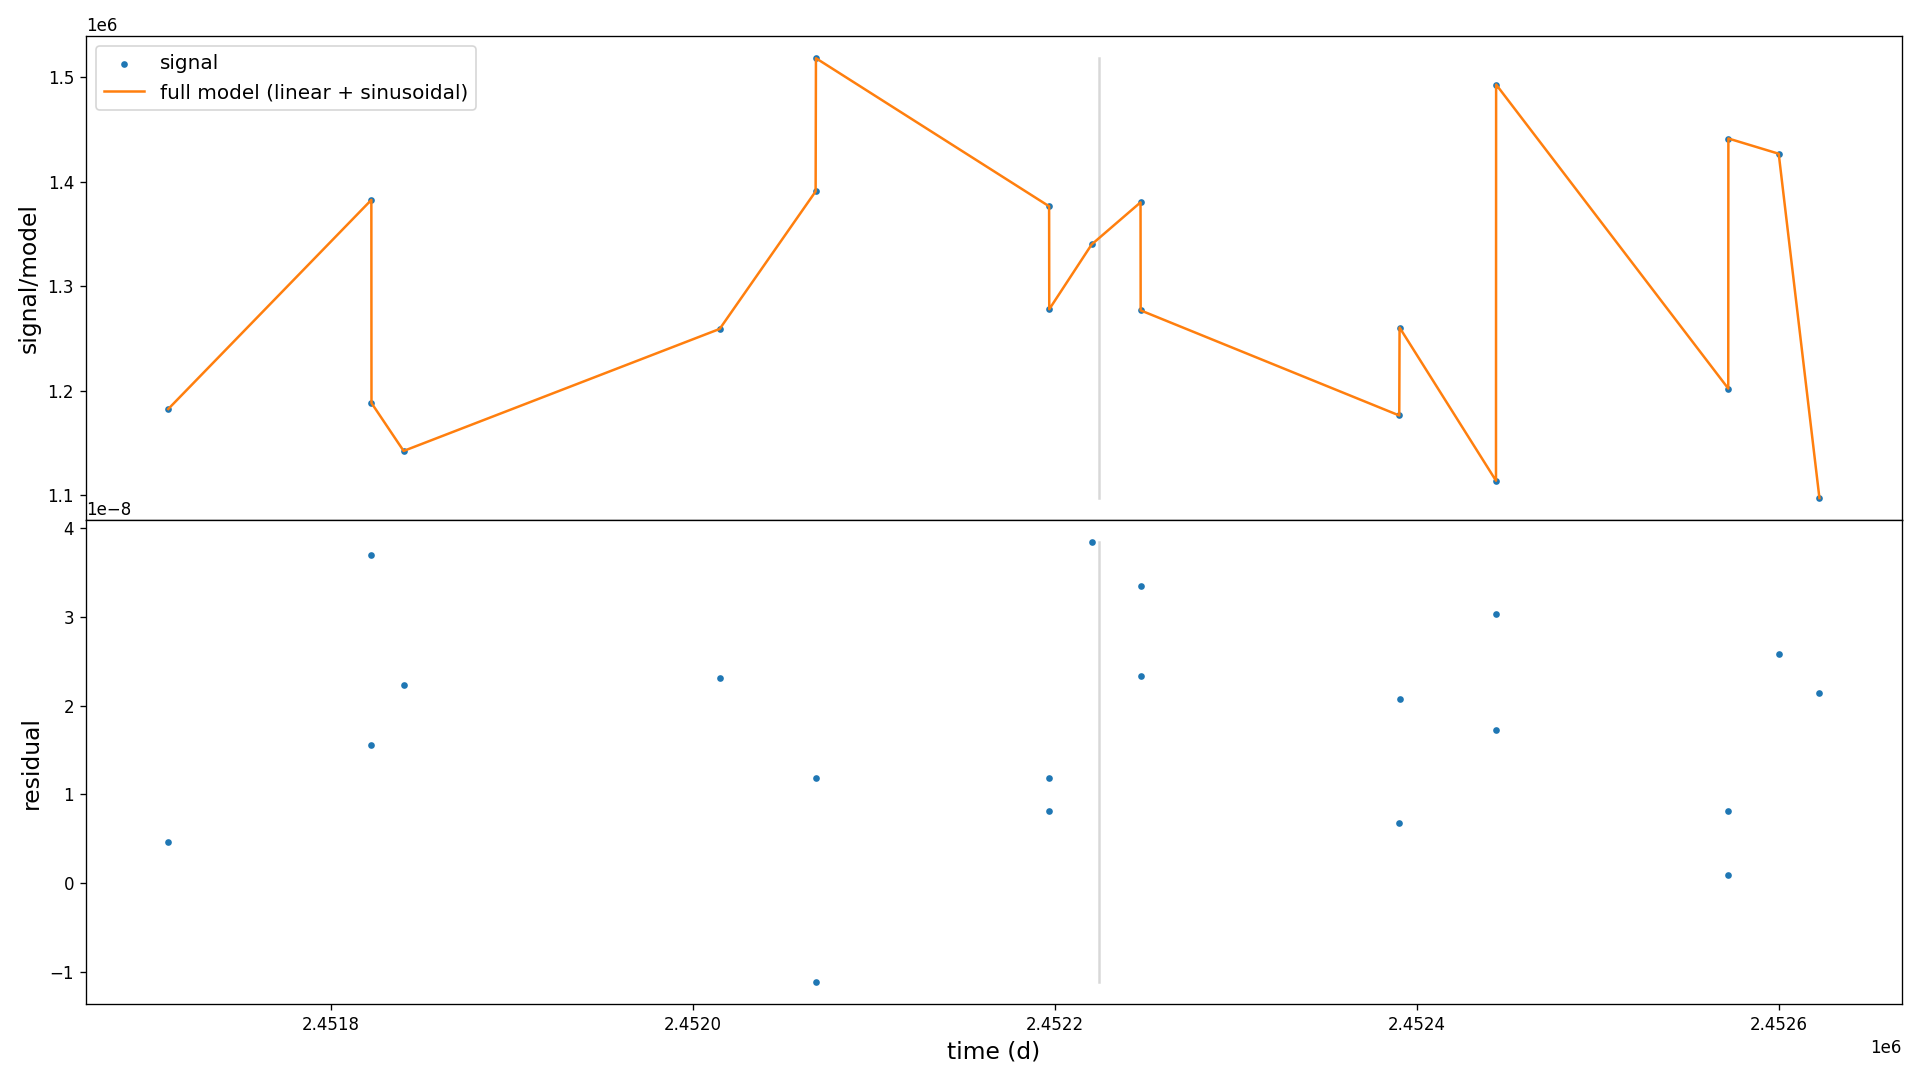 1e6
signal
full model (linear + sinusoidal)
signal/model
1.5
1.4
1.3
1.2
1.1
1e−8
residual
4
3
2
1
0
−1
2.4518
2.4520
2.4522
2.4524
2.4526
time (d)
1e6